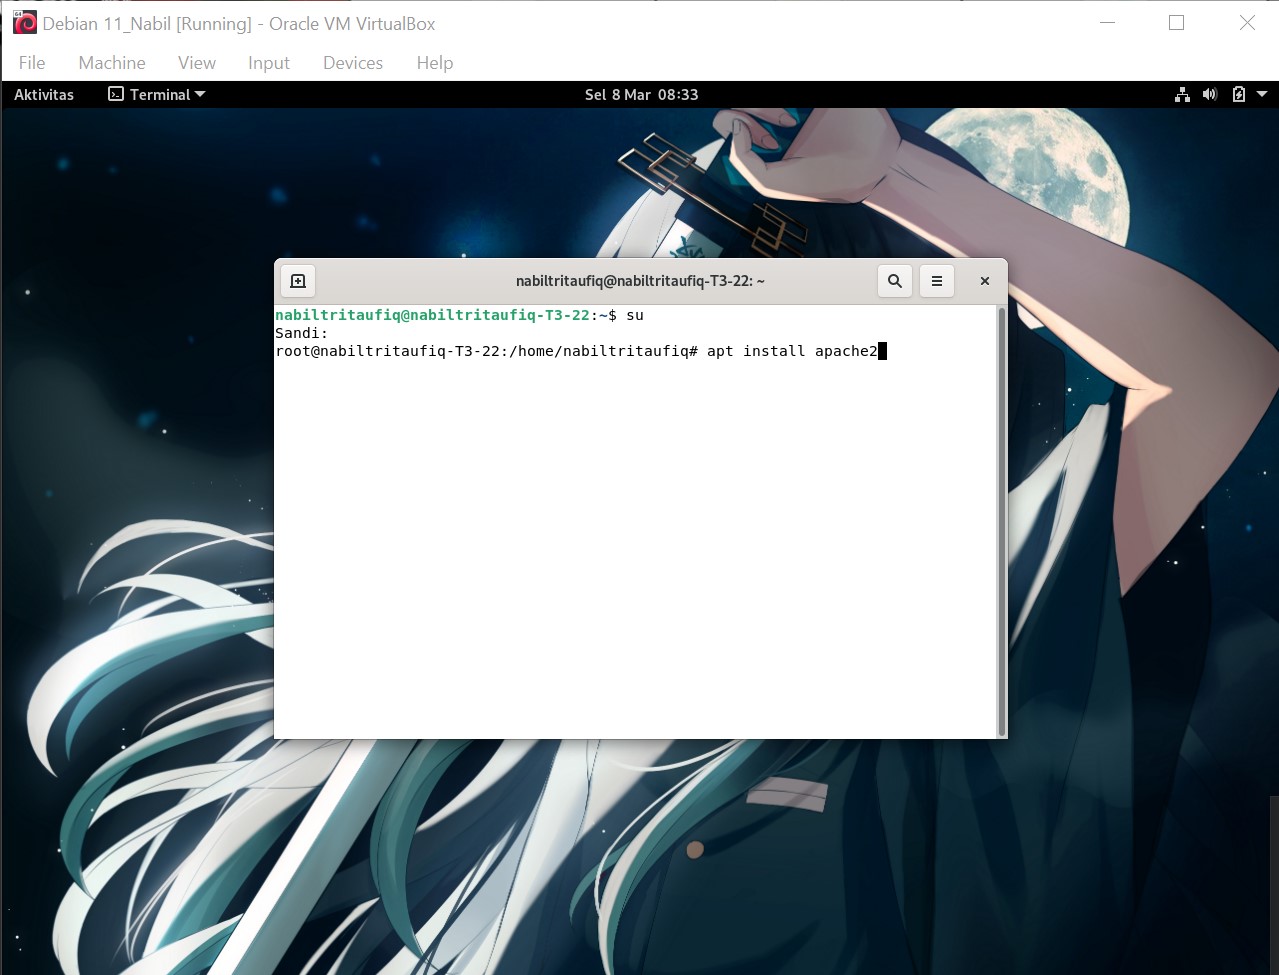 Debian 11_Nabil [Running] - Oracle VM VirtualBox
File Machine View Input Devices Help
Aktivitas Terminal Sel 8 Mar 08:33
nabiltritaufiq@nabiltritaufiq-T3-22: ~
nabiltritaufiq@nabiltritaufiq-T3-22:~$ su
Sandi:
root@nabiltritaufiq-T3-22:/home/nabiltritaufiq# apt install apache2